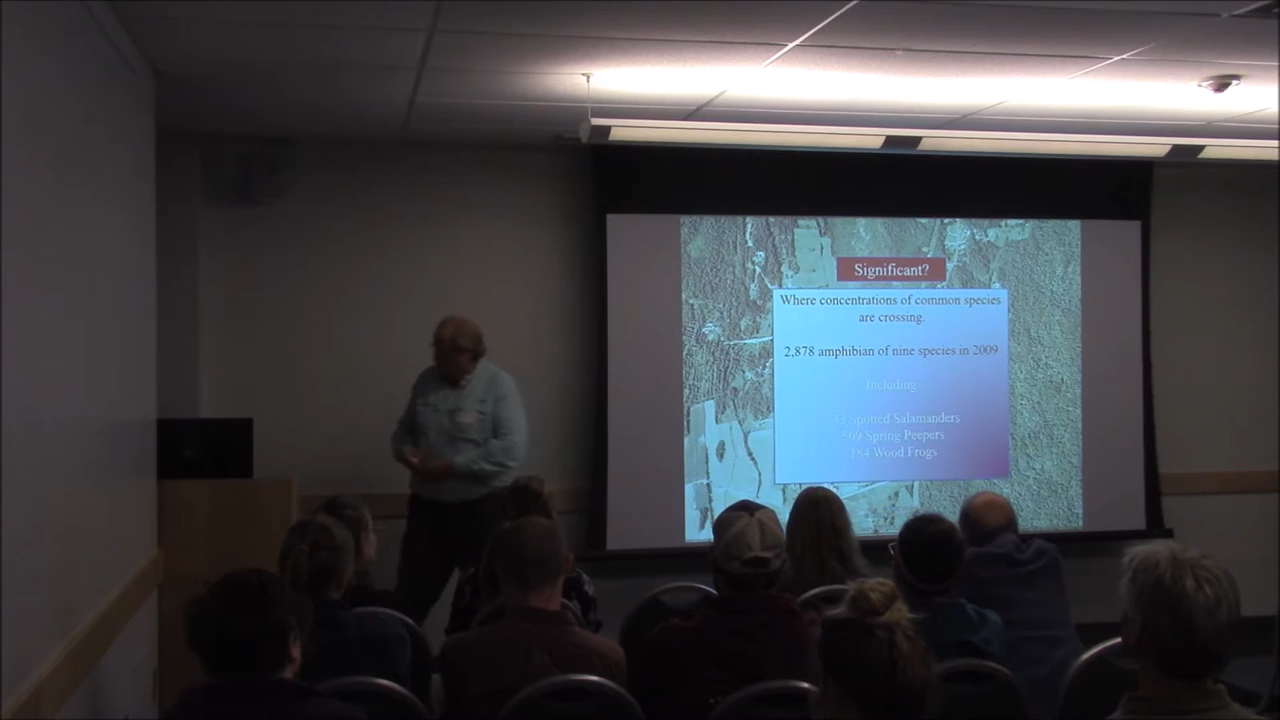 Significant?
Where concentrations of common species
are crossing.
2,878 amphibian of nine species in 2009
Including
Spotted Salamanders
Spring Peepers
184 Wood Frogs